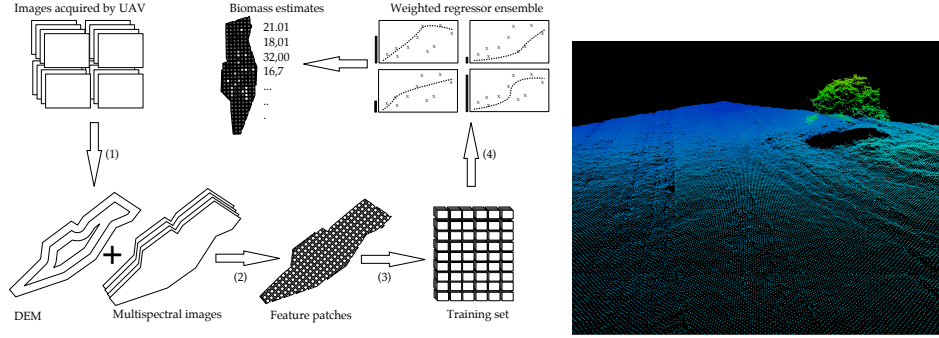 Images acquired by UAV
Biomass estimates
Weighted regressor ensemble
21.01
18,01
32,00
16,7
...
..
.
(1)
(4)
+
(2)
(3)
DEM
Multispectral images
Feature patches
Training set